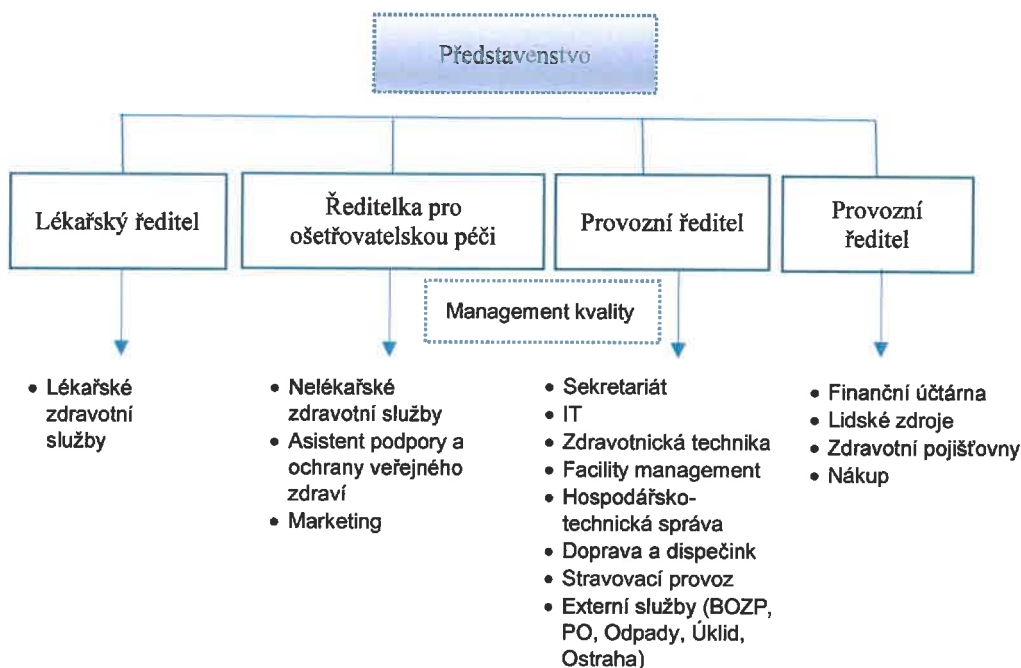 Představenstvo
Lékařský ředitel
Ředitelka pro
ošetřovatelskou péči
Provozní ředitel
Provozní
ředitel
Management kvality
• Lékařské
zdravotní
služby
• Nelékařské
zdravotní služby
• Asistent podpory a
ochrany veřejného
zdraví
• Marketing
• Sekretariát
• IT
• Zdravotnická technika
• Facility management
• Hospodářsko-
technická správa
• Doprava a dispečink
• Stravovací provoz
• Externí služby (BOZP,
PO, Odpady, Úklid,
Ostraha)
• Finanční účtárna
• Lidské zdroje
• Zdravotní pojišťovny
• Nákup